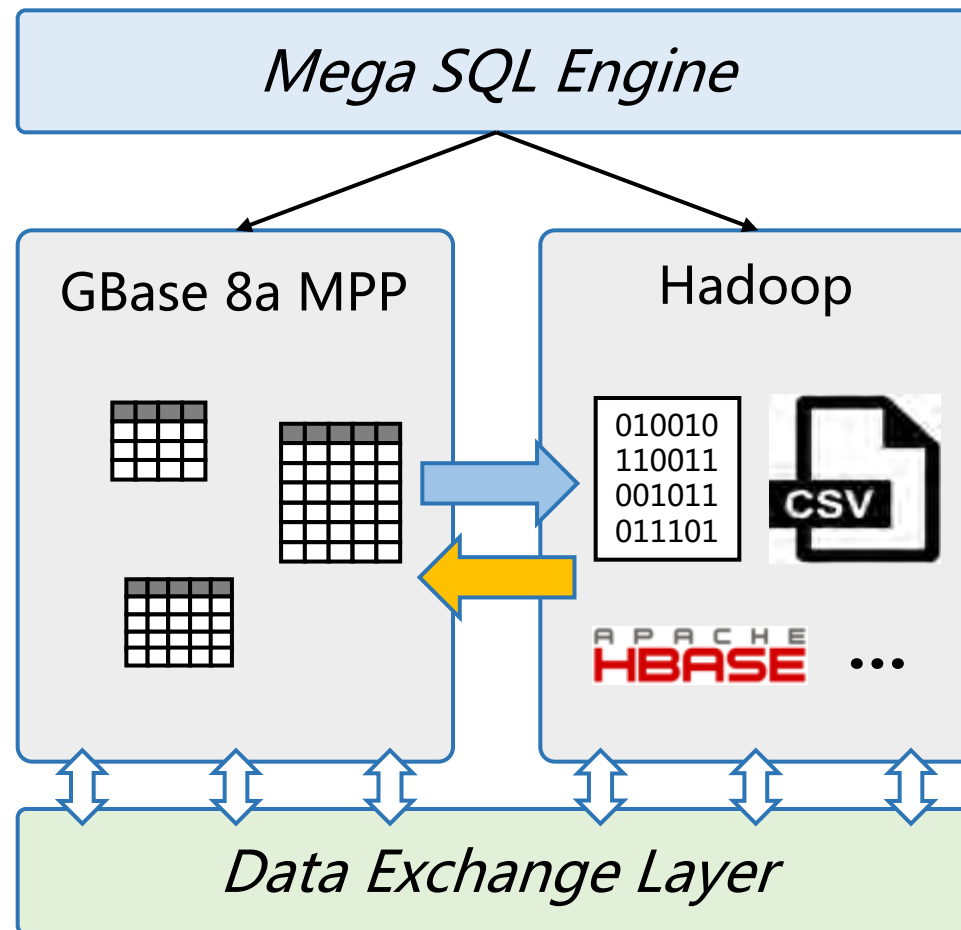 Mega SQL Engine
GBase 8a MPP
Hadoop
010010
110011
001011
011101
CSV
APACHE
HBASE
...
Data Exchange Layer